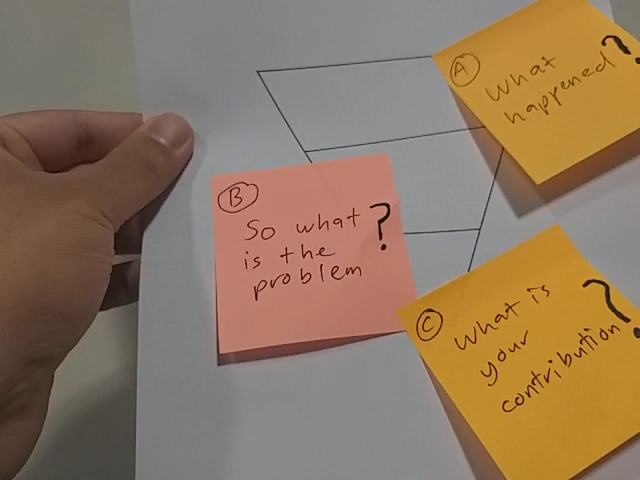 A
What
happened?
B
So what ?
is the
problem
C
What is
your
contribution?